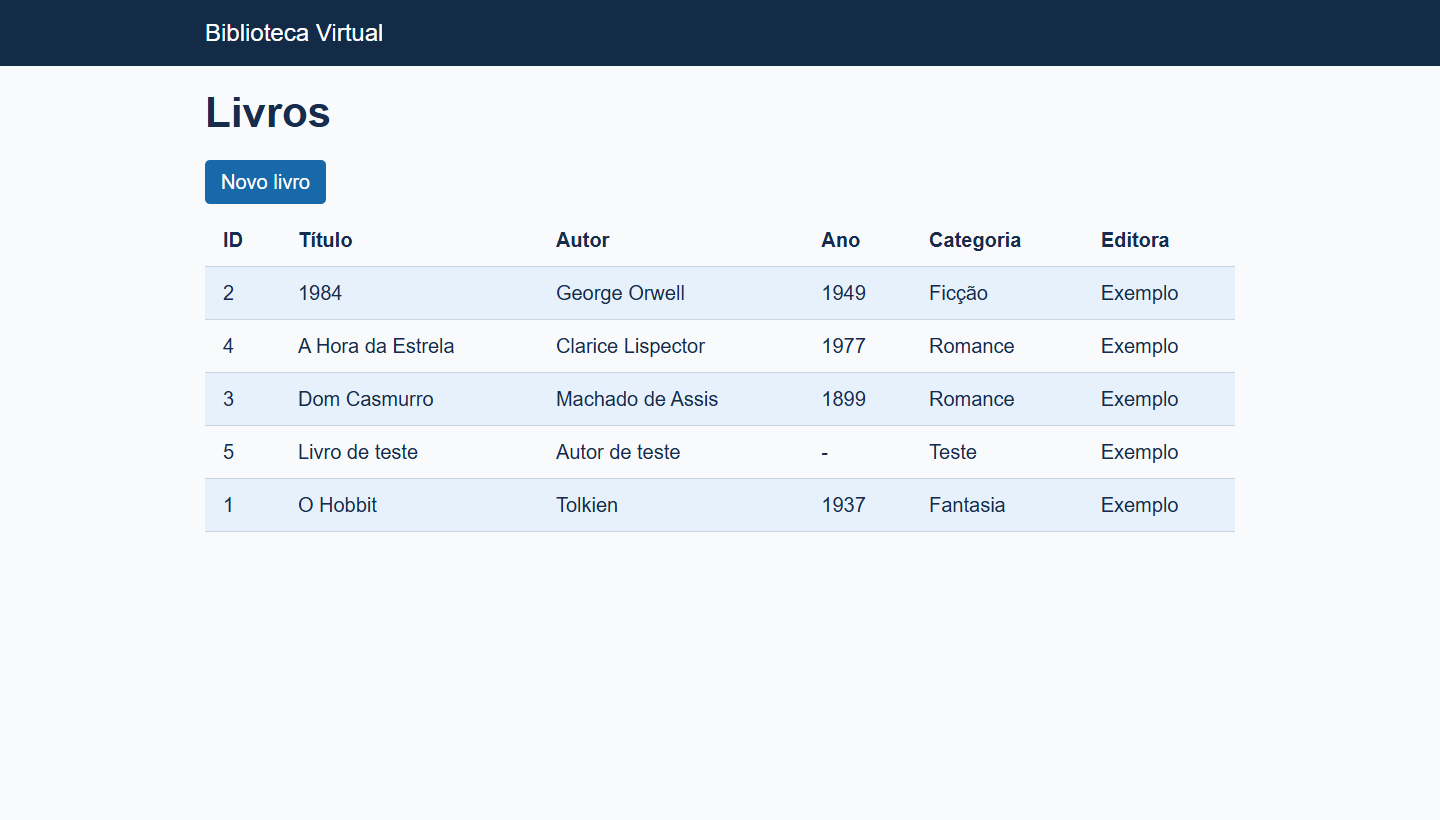 Biblioteca Virtual
Livros
Novo livro
ID Título Autor Ano Categoria Editora
2 1984 George Orwell 1949 Ficção Exemplo
4 A Hora da Estrela Clarice Lispector 1977 Romance Exemplo
3 Dom Casmurro Machado de Assis 1899 Romance Exemplo
5 Livro de teste Autor de teste - Teste Exemplo
1 O Hobbit Tolkien 1937 Fantasia Exemplo